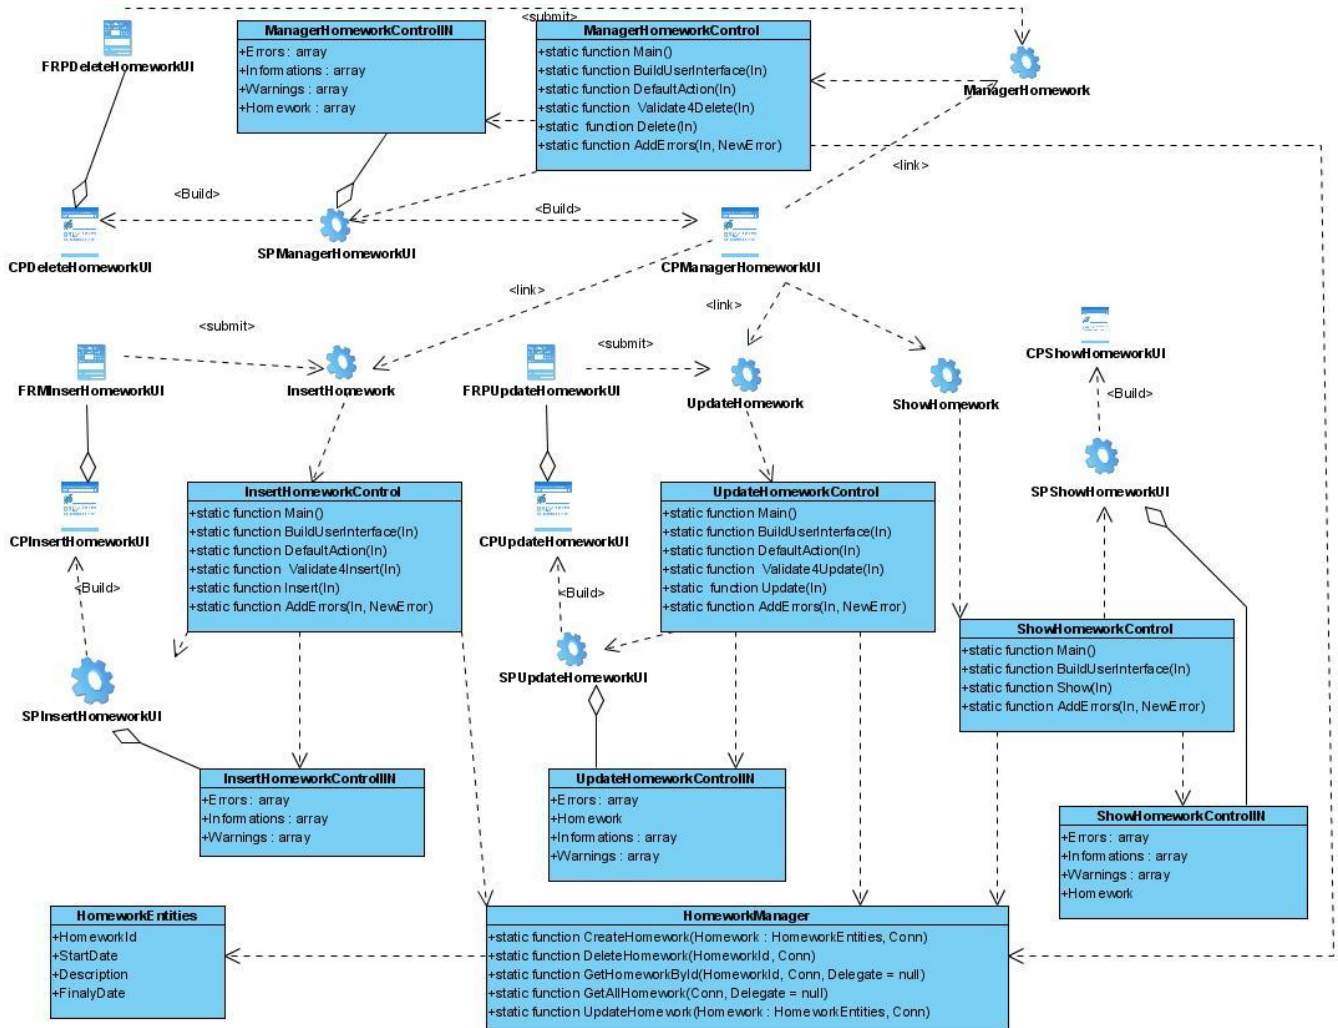 <submit>
FRPDeleteHomeworkUI
ManagerHomeworkControlIN
+Errors : array
+Informations : array
+Warnings : array
+Homework : array
ManagerHomeworkControl
+static function Main()
+static function BuildUserInterface(In)
+static function DefaultAction(In)
+static function Validate4Delete(In)
+static function Delete(In)
+static function AddErrors(In, NewError)
ManagerHomework
<link>
<Build>
<Build>
CPDeleteHomeworkUI
SPManagerHomeworkUI
CPManagerHomeworkUI
<link>
<link>
<submit>
<submit>
FRMInserHomeworkUI
InsertHomework
FRPUpdateHomeworkUI
UpdateHomework
ShowHomework
CPShowHomeworkUI
<Build>
SPShowHomeworkUI
CPInsertHomeworkUI
<Build>
InsertHomeworkControl
+static function Main()
+static function BuildUserInterface(In)
+static function DefaultAction(In)
+static function Validate4Insert(In)
+static function Insert(In)
+static function AddErrors(In, NewError)
CPUpdateHomeworkUI
<Build>
UpdateHomeworkControl
+static function Main()
+static function BuildUserInterface(In)
+static function DefaultAction(In)
+static function Validate4Update(In)
+static function Update(In)
+static function AddErrors(In, NewError)
ShowHomeworkControl
+static function Main()
+static function BuildUserInterface(In)
+static function Show(In)
+static function AddErrors(In, NewError)
SPInsertHomeworkUI
SPUpdateHomeworkUI
InsertHomeworkControlIIN
+Errors : array
+Informations : array
+Warnings : array
UpdateHomeworkControlIN
+Errors : array
+Homework
+Informations : array
+Warnings : array
ShowHomeworkControlIN
+Errors : array
+Informations : array
+Warnings : array
+Homework
HomeworkEntities
+HomeworkId
+StartDate
+Description
+FinalyDate
HomeworkManager
+static function CreateHomework(Homework : HomeworkEntities, Conn)
+static function DeleteHomework(HomeworkId, Conn)
+static function GetHomeworkById(HomeworkId, Conn, Delegate = null)
+static function GetAllHomework(Conn, Delegate = null)
+static function UpdateHomework(Homework : HomeworkEntities, Conn)